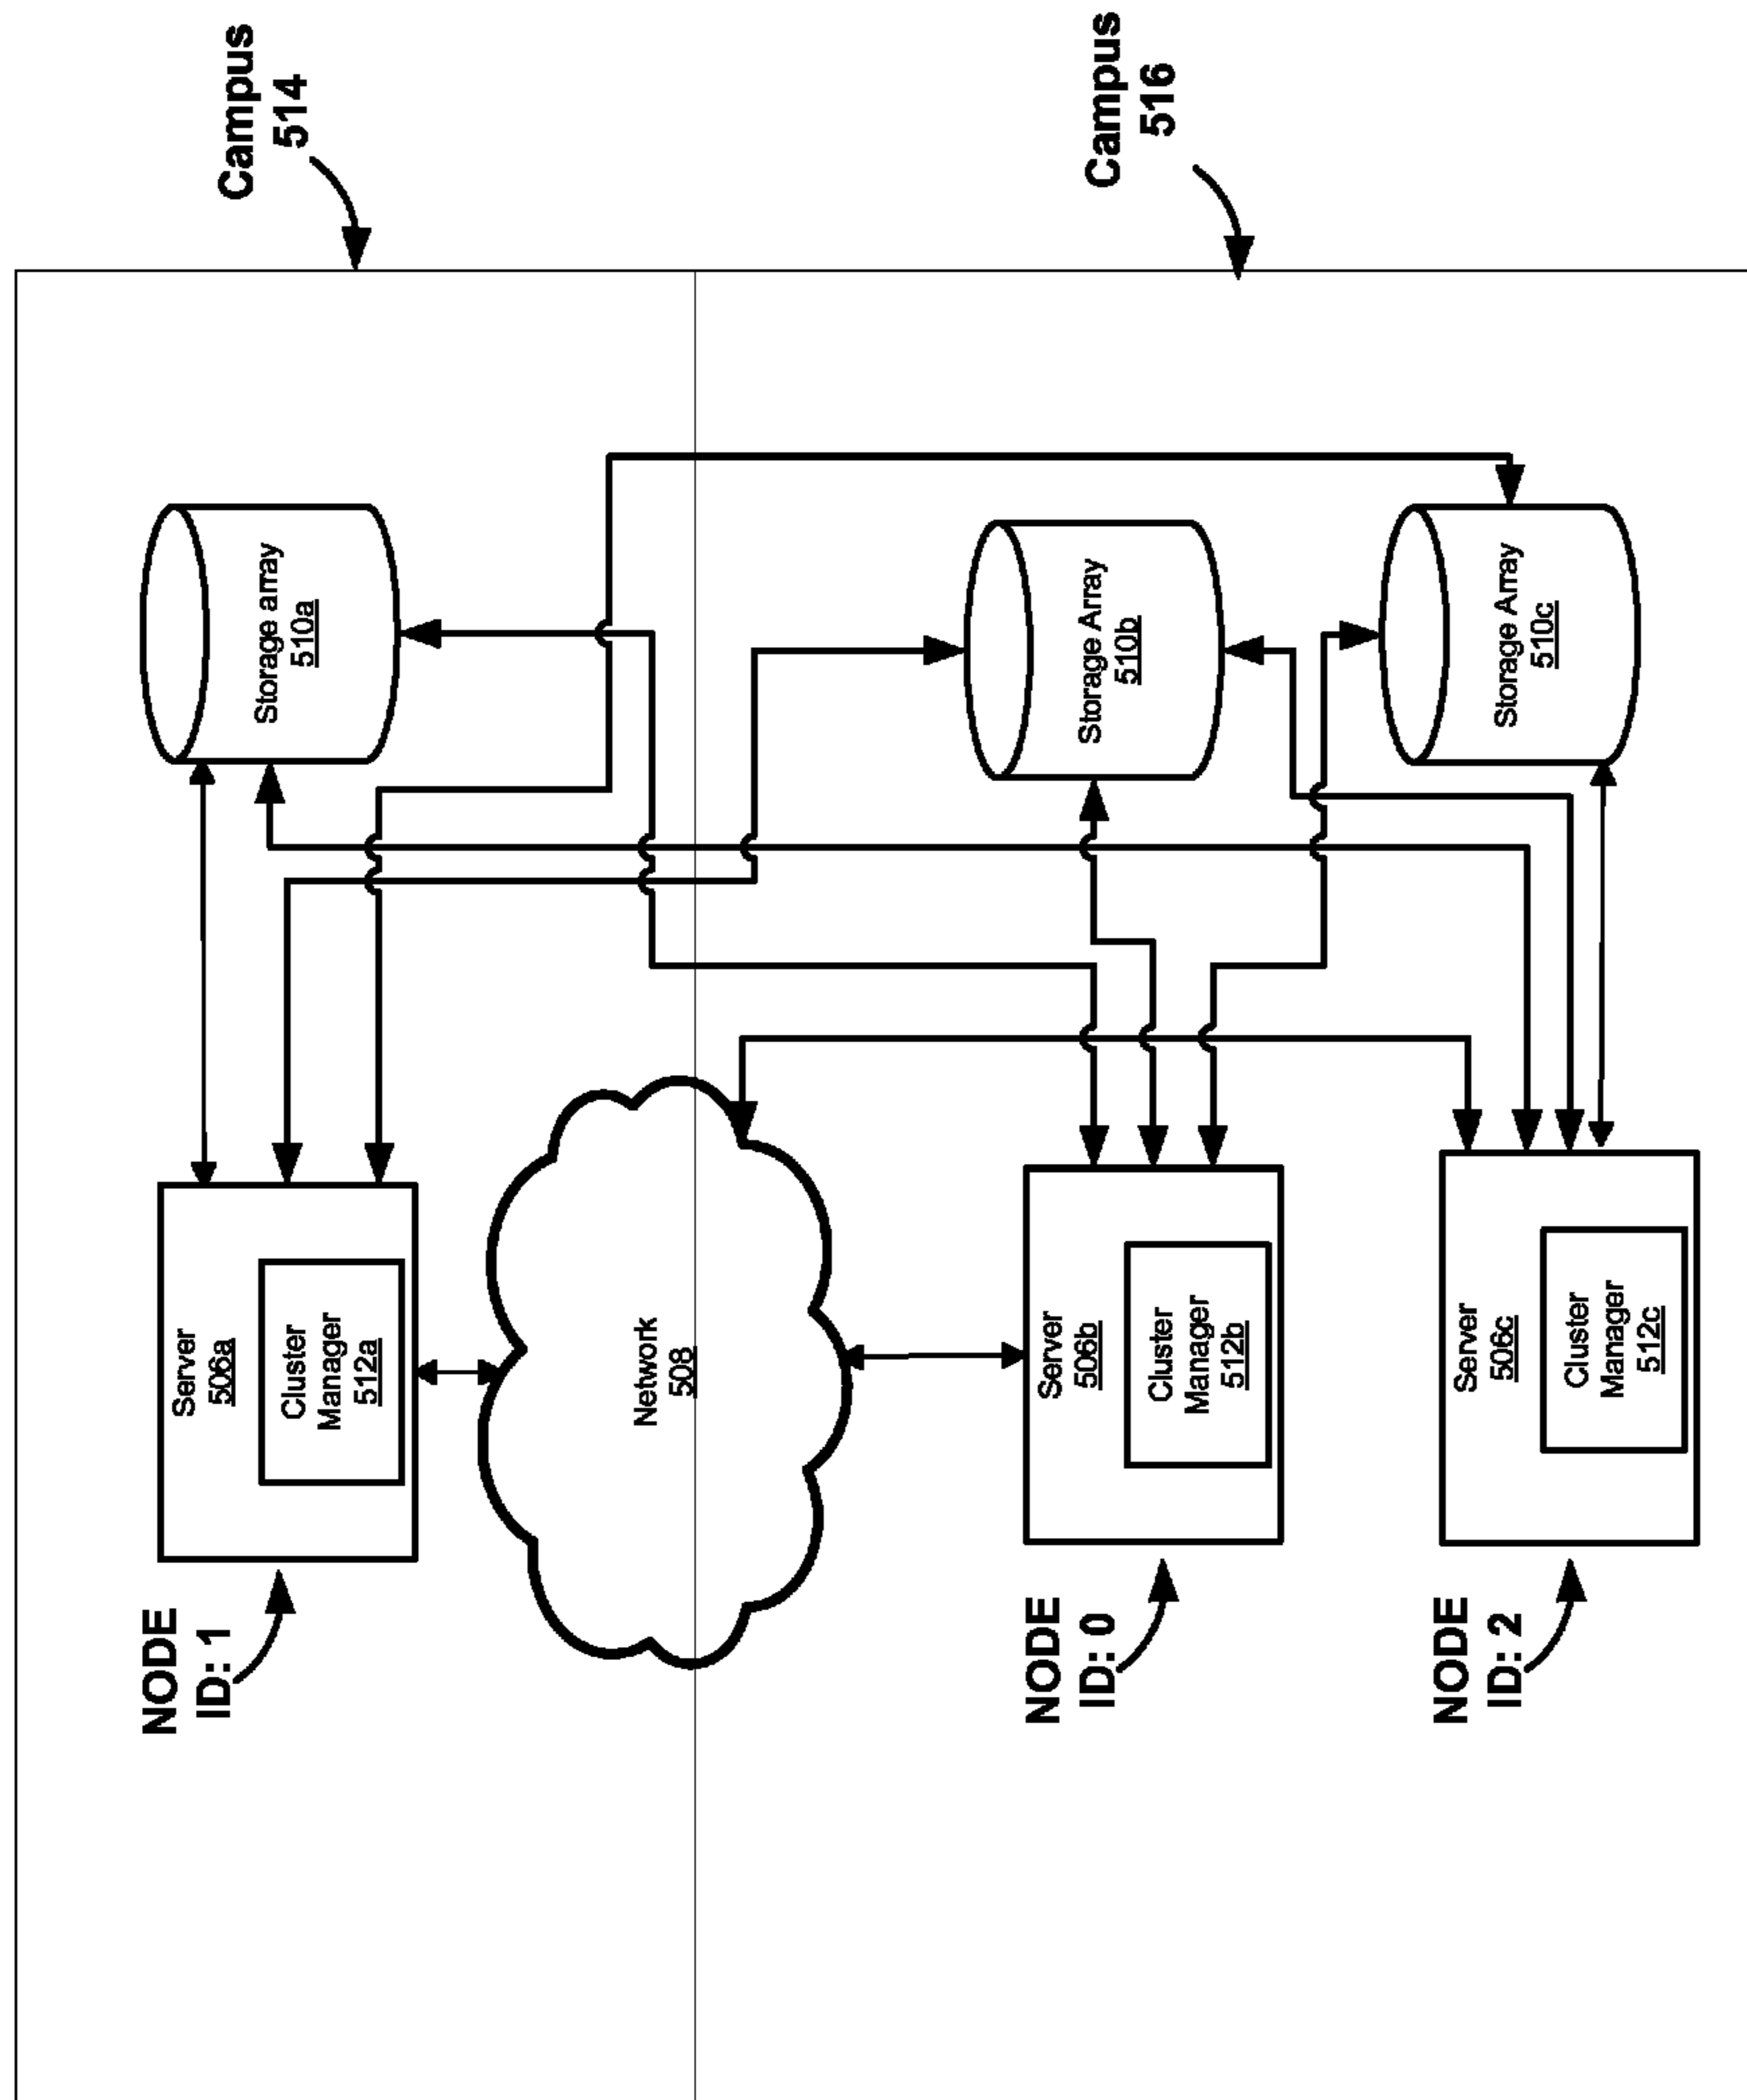 Campus
514
Campus
516
Storage array
510a
Storage Array
510b
Storage Array
510c
Server
506a
Cluster
Manager
512a
Network
508
Server
506b
Cluster
Manager
512b
Server
506c
Cluster
Manager
512c
NODE
ID: 1
NODE
ID: 0
NODE
ID: 2